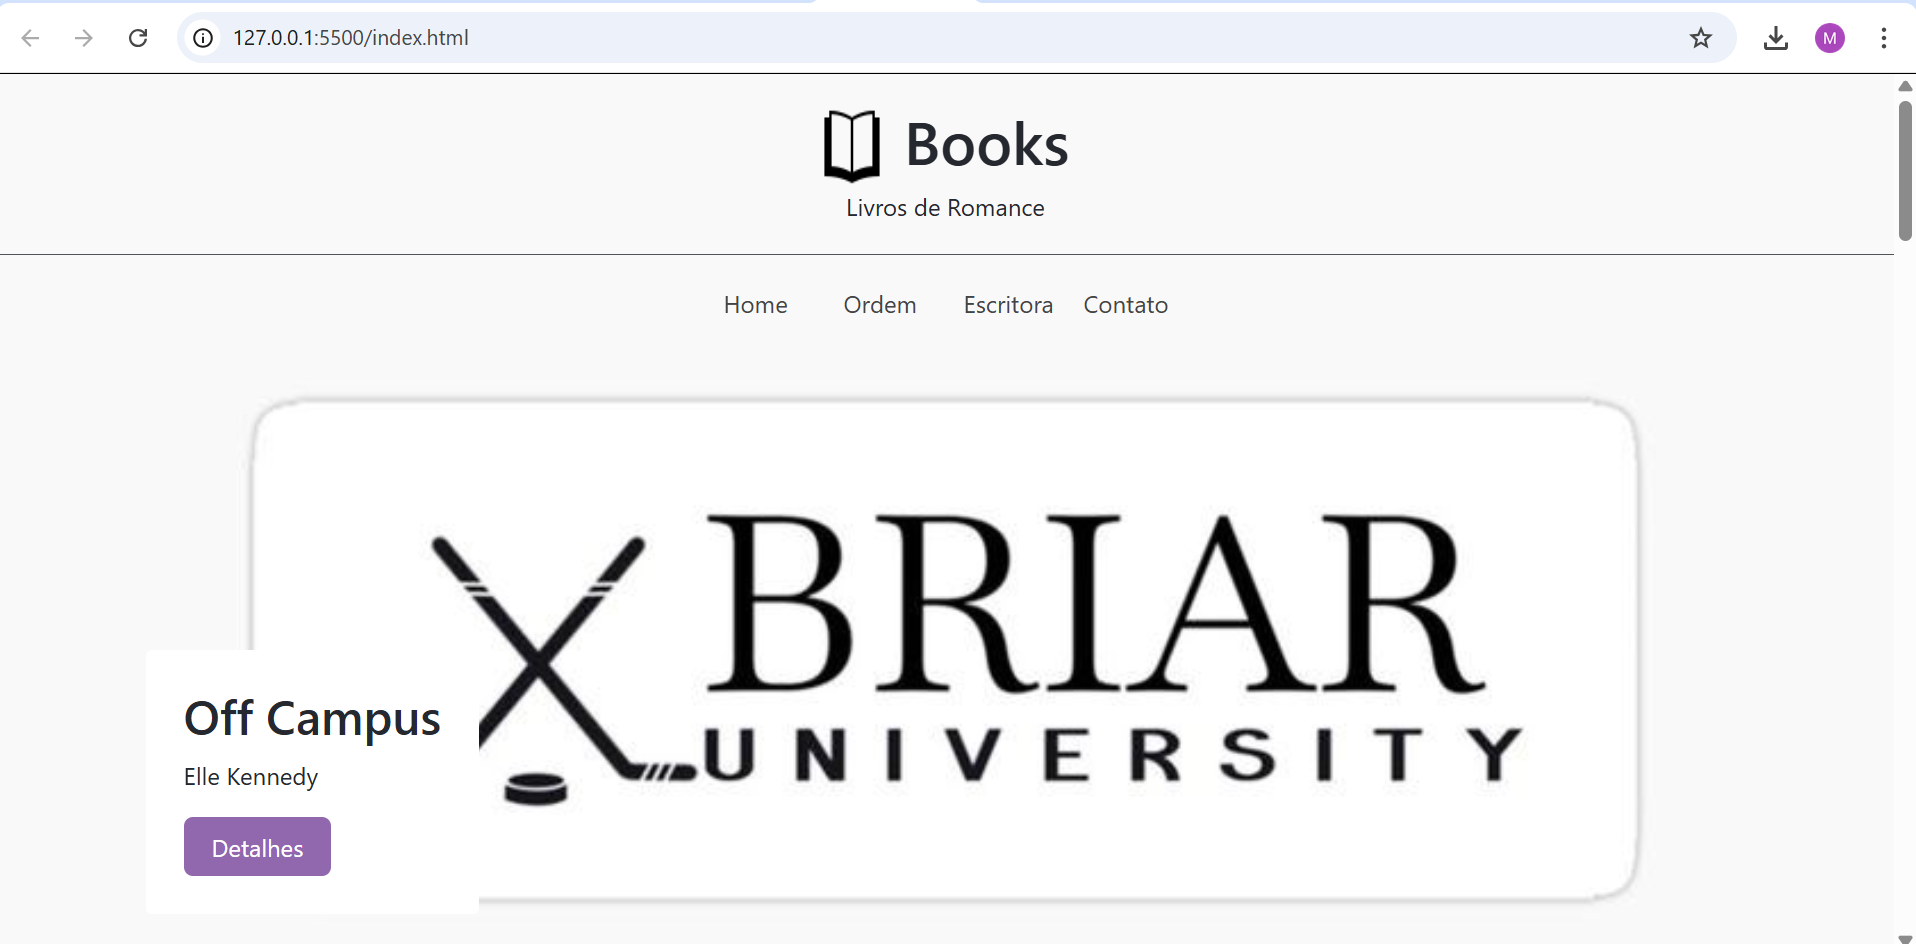 127.0.0.1:5500/index.html
M
Books
Livros de Romance
Home Ordem Escritora Contato
BRIAR
UNIVERSITY
Off Campus
Elle Kennedy
Detalhes